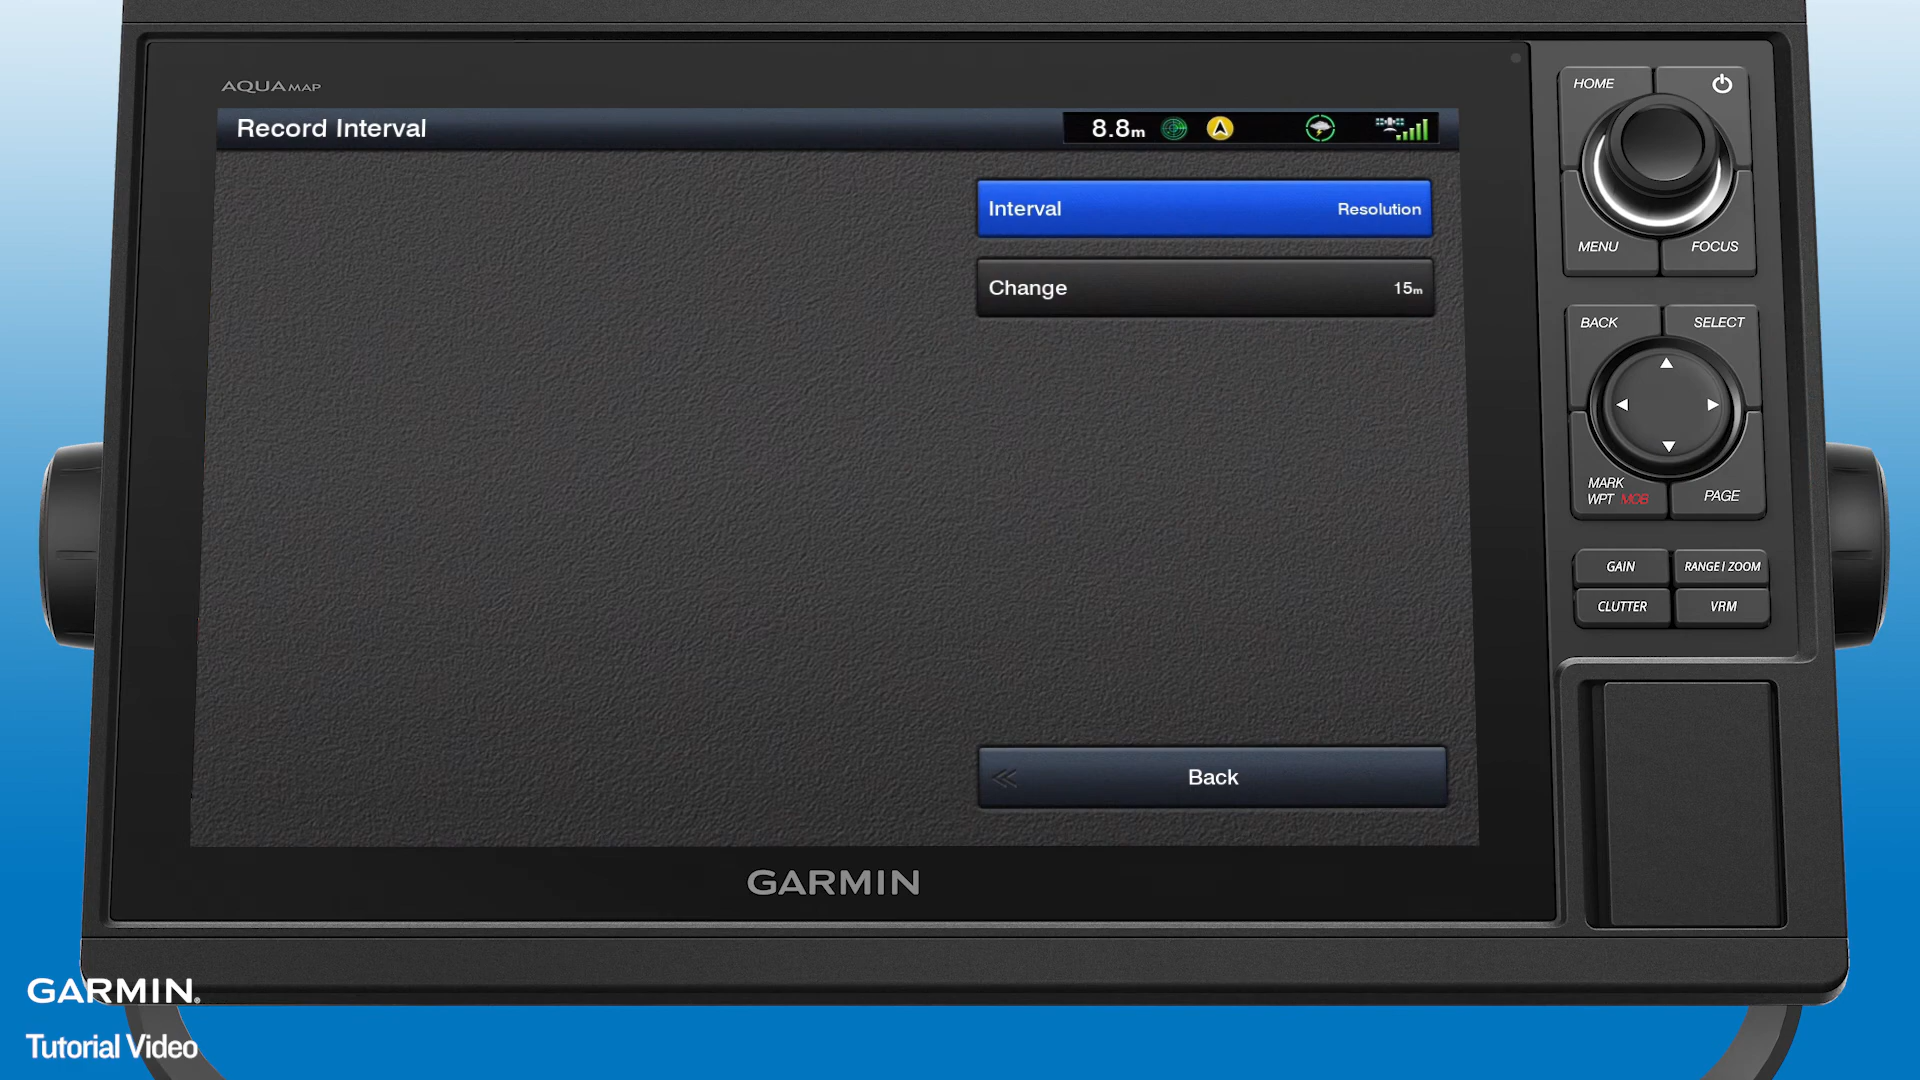 AQUAMAP
Record Interval
8.8m
Interval
Resolution
Change
15m
Back
GARMIN
HOME
MENU
FOCUS
BACK
SELECT
MARK
WPT MOB
PAGE
GAIN
RANGE | ZOOM
CLUTTER
VRM
GARMIN®
Tutorial Video